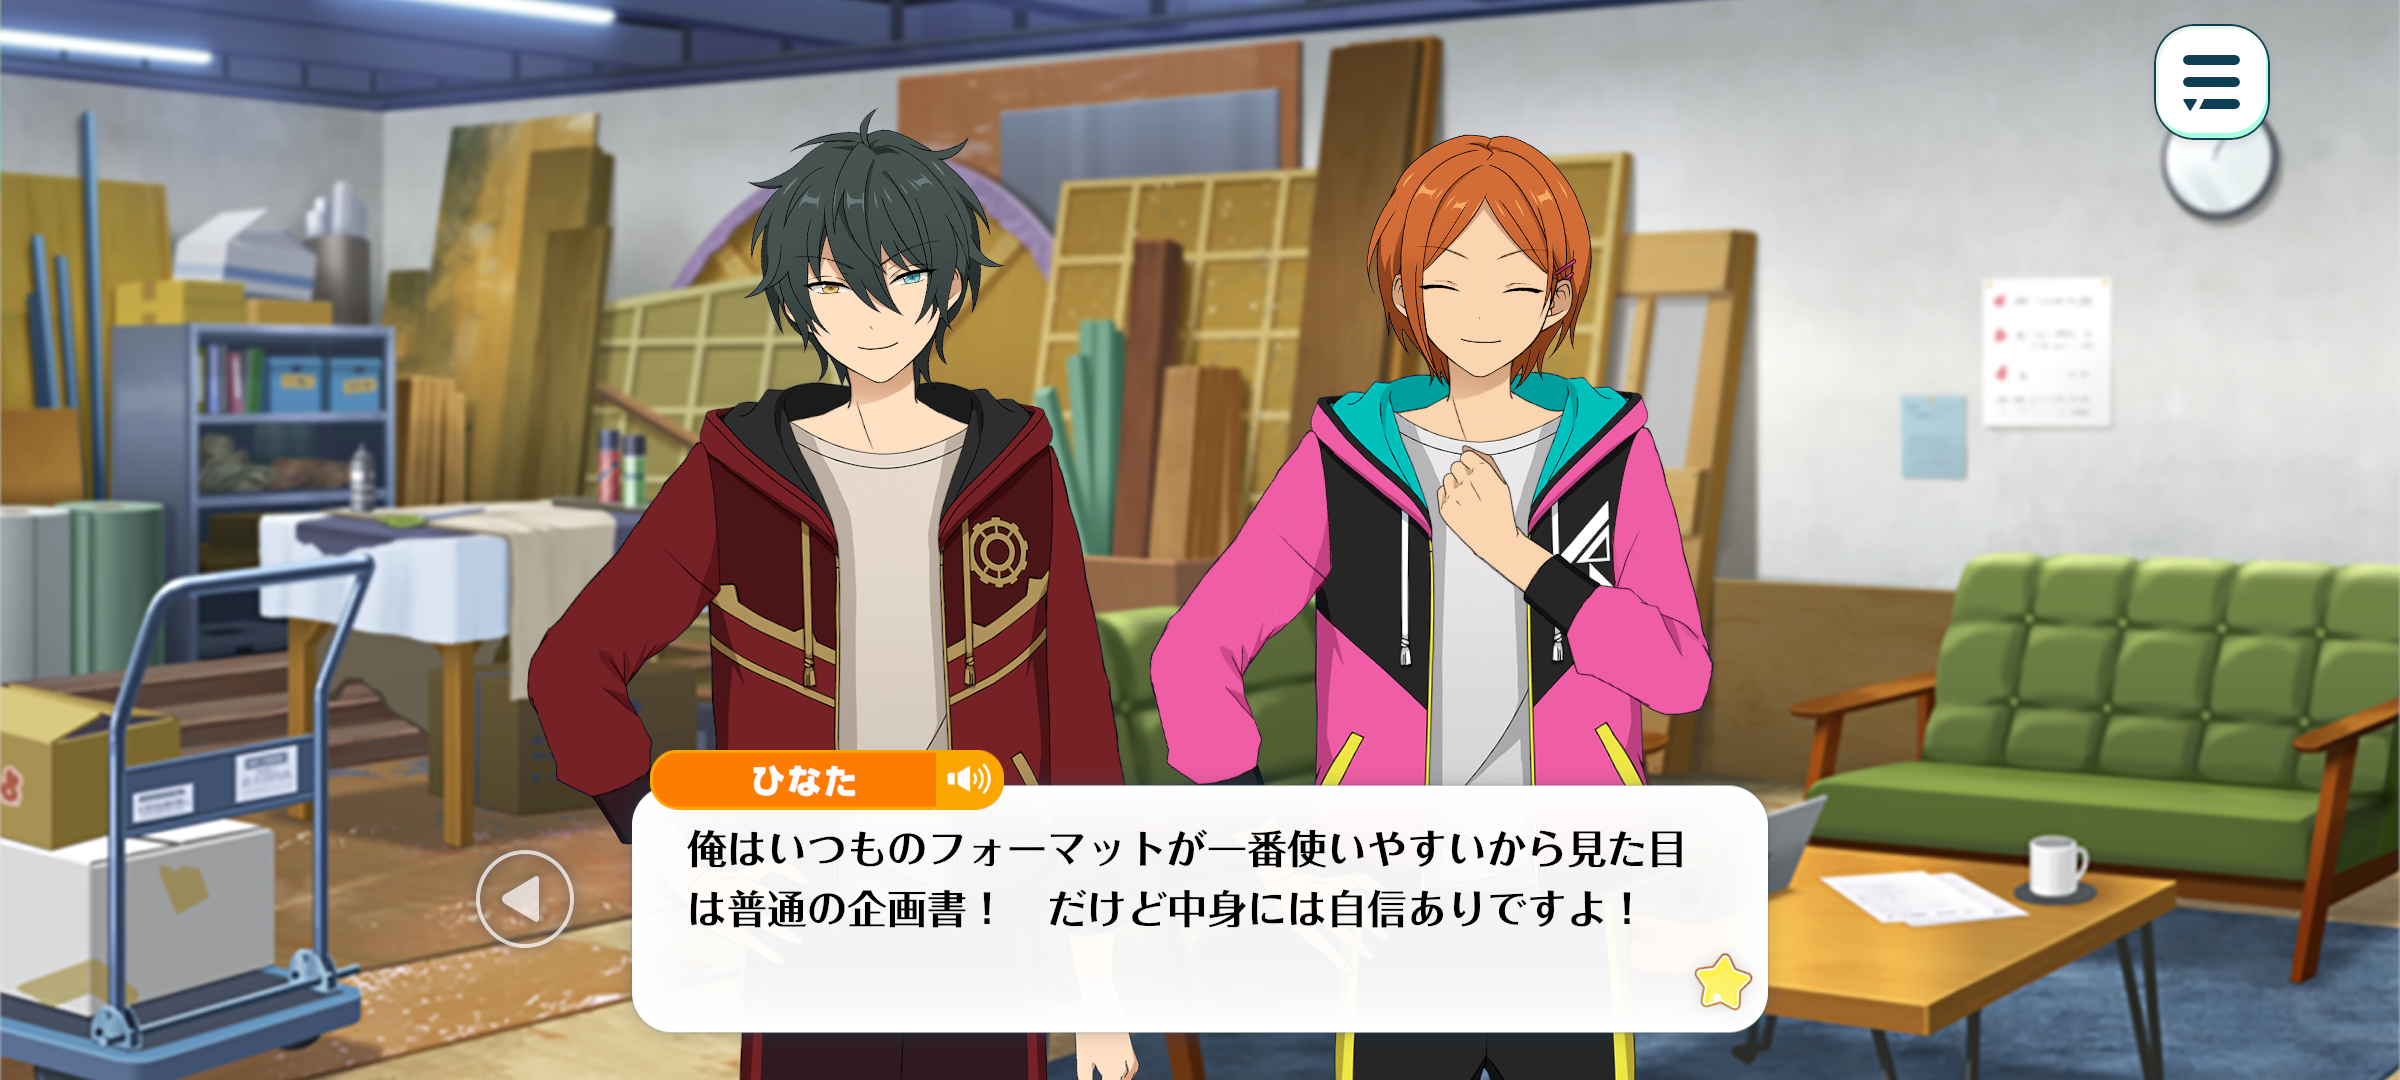 ひなた
俺はいつものフォーマットが一番使いやすいから見た目
は普通の企画書！　だけど中身には自信ありですよ！